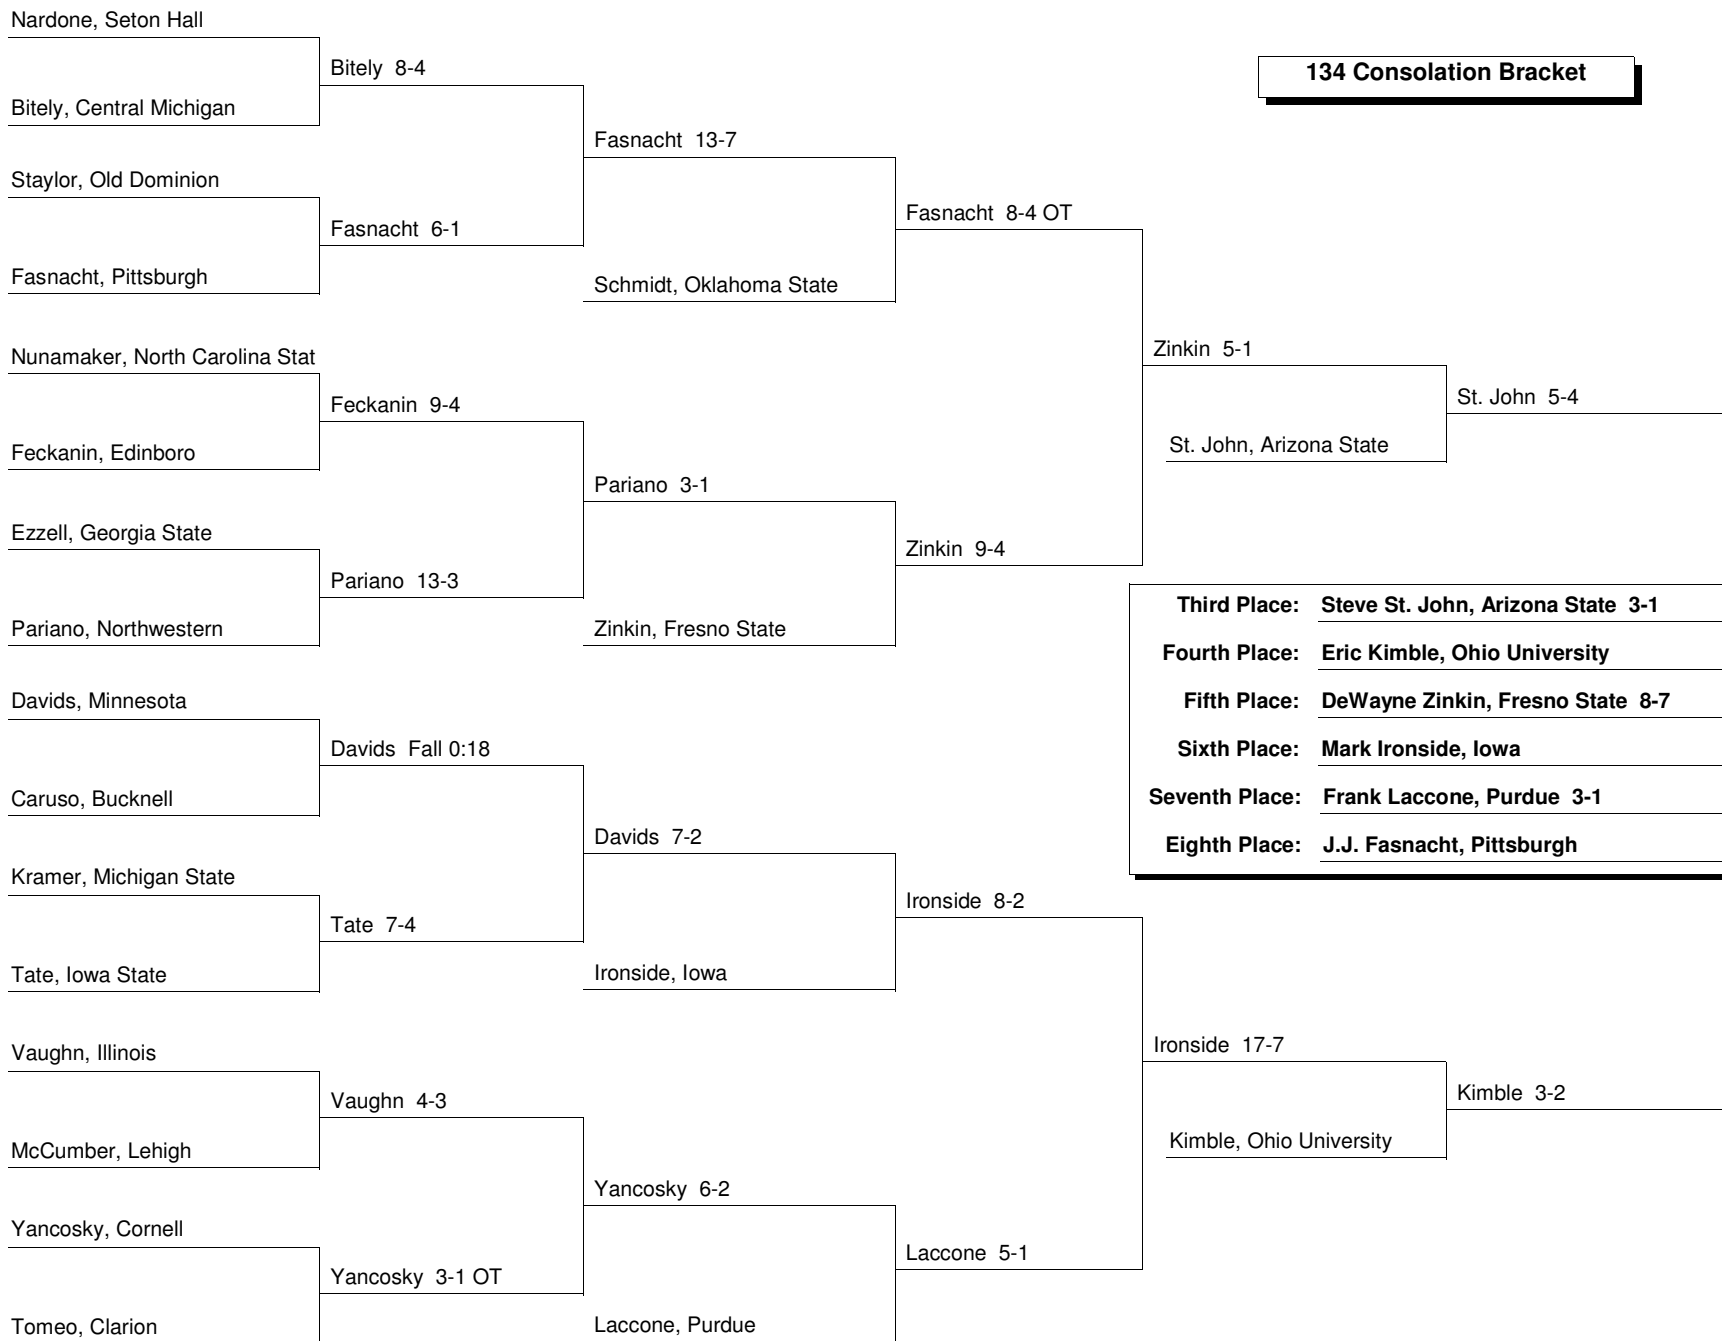 134 Consolation Bracket
Nardone, Seton Hall
Bitely, Central Michigan
Staylor, Old Dominion
Fasnacht, Pittsburgh
Nunamaker, North Carolina Stat
Feckanin, Edinboro
Ezzell, Georgia State
Pariano, Northwestern
Davids, Minnesota
Caruso, Bucknell
Kramer, Michigan State
Tate, Iowa State
Vaughn, Illinois
McCumber, Lehigh
Yancosky, Cornell
Tomeo, Clarion
Bitely 8-4
Fasnacht 6-1
Feckanin 9-4
Pariano 13-3
Davids Fall 0:18
Tate 7-4
Vaughn 4-3
Yancosky 3-1 OT
Fasnacht 13-7
Schmidt, Oklahoma State
Pariano 3-1
Zinkin, Fresno State
Davids 7-2
Ironside, Iowa
Yancosky 6-2
Laccone, Purdue
Fasnacht 8-4 OT
Zinkin 9-4
Ironside 8-2
Laccone 5-1
Zinkin 5-1
St. John, Arizona State
Ironside 17-7
Kimble, Ohio University
St. John 5-4
Kimble 3-2
Third Place: Steve St. John, Arizona State 3-1
Fourth Place: Eric Kimble, Ohio University
Fifth Place: DeWayne Zinkin, Fresno State 8-7
Sixth Place: Mark Ironside, Iowa
Seventh Place: Frank Laccone, Purdue 3-1
Eighth Place: J.J. Fasnacht, Pittsburgh